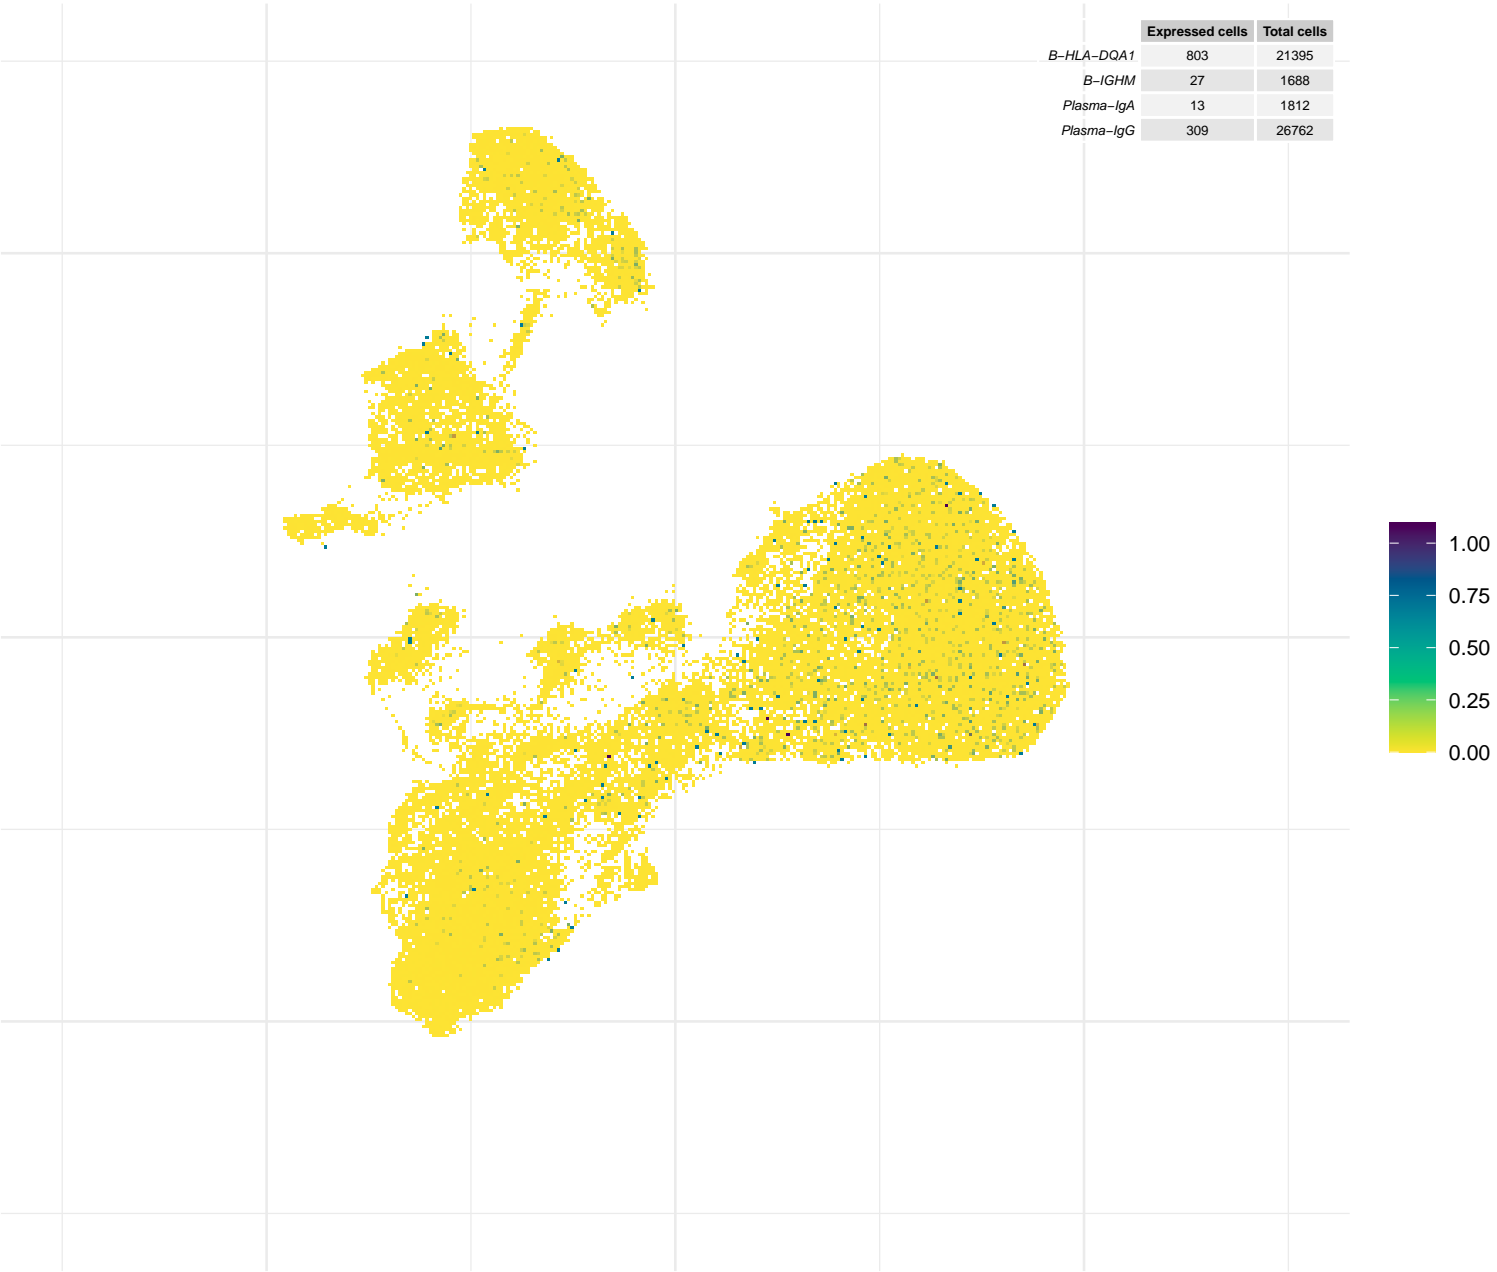 Expressed cells Total cells
B−HLA−DQA1 803 21395
B−IGHM 27 1688
Plasma−IgA 13 1812
Plasma−IgG 309 26762
1.00
0.75
0.50
0.25
0.00